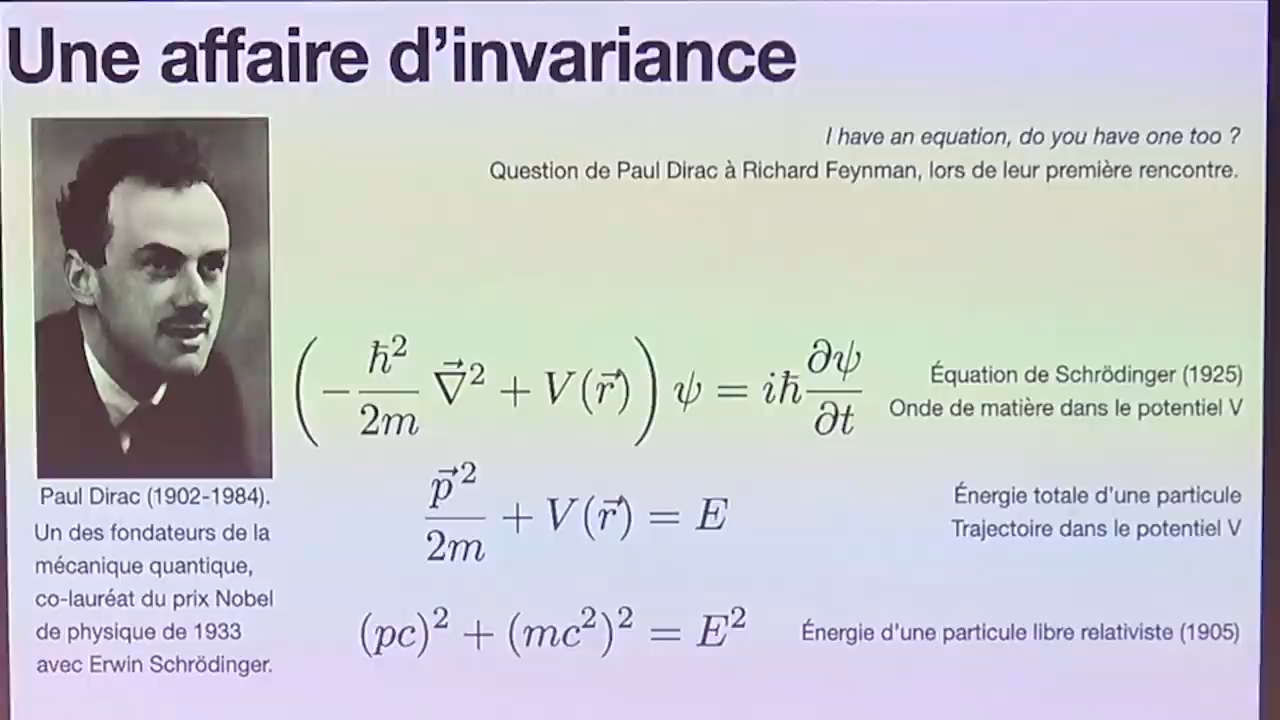 Une affaire d'invariance
I have an equation, do you have one too ?
Question de Paul Dirac à Richard Feynman, lors de leur première rencontre.
(-ℏ²/2m ∇⃗² + V(r⃗)) ψ = iℏ ∂ψ/∂t
Équation de Schrödinger (1925)
Onde de matière dans le potentiel V
p⃗²/2m + V(r⃗) = E
Énergie totale d'une particule
Trajectoire dans le potentiel V
(pc)² + (mc²)² = E²
Énergie d'une particule libre relativiste (1905)
Paul Dirac (1902-1984).
Un des fondateurs de la
mécanique quantique,
co-lauréat du prix Nobel
de physique de 1933
avec Erwin Schrödinger.